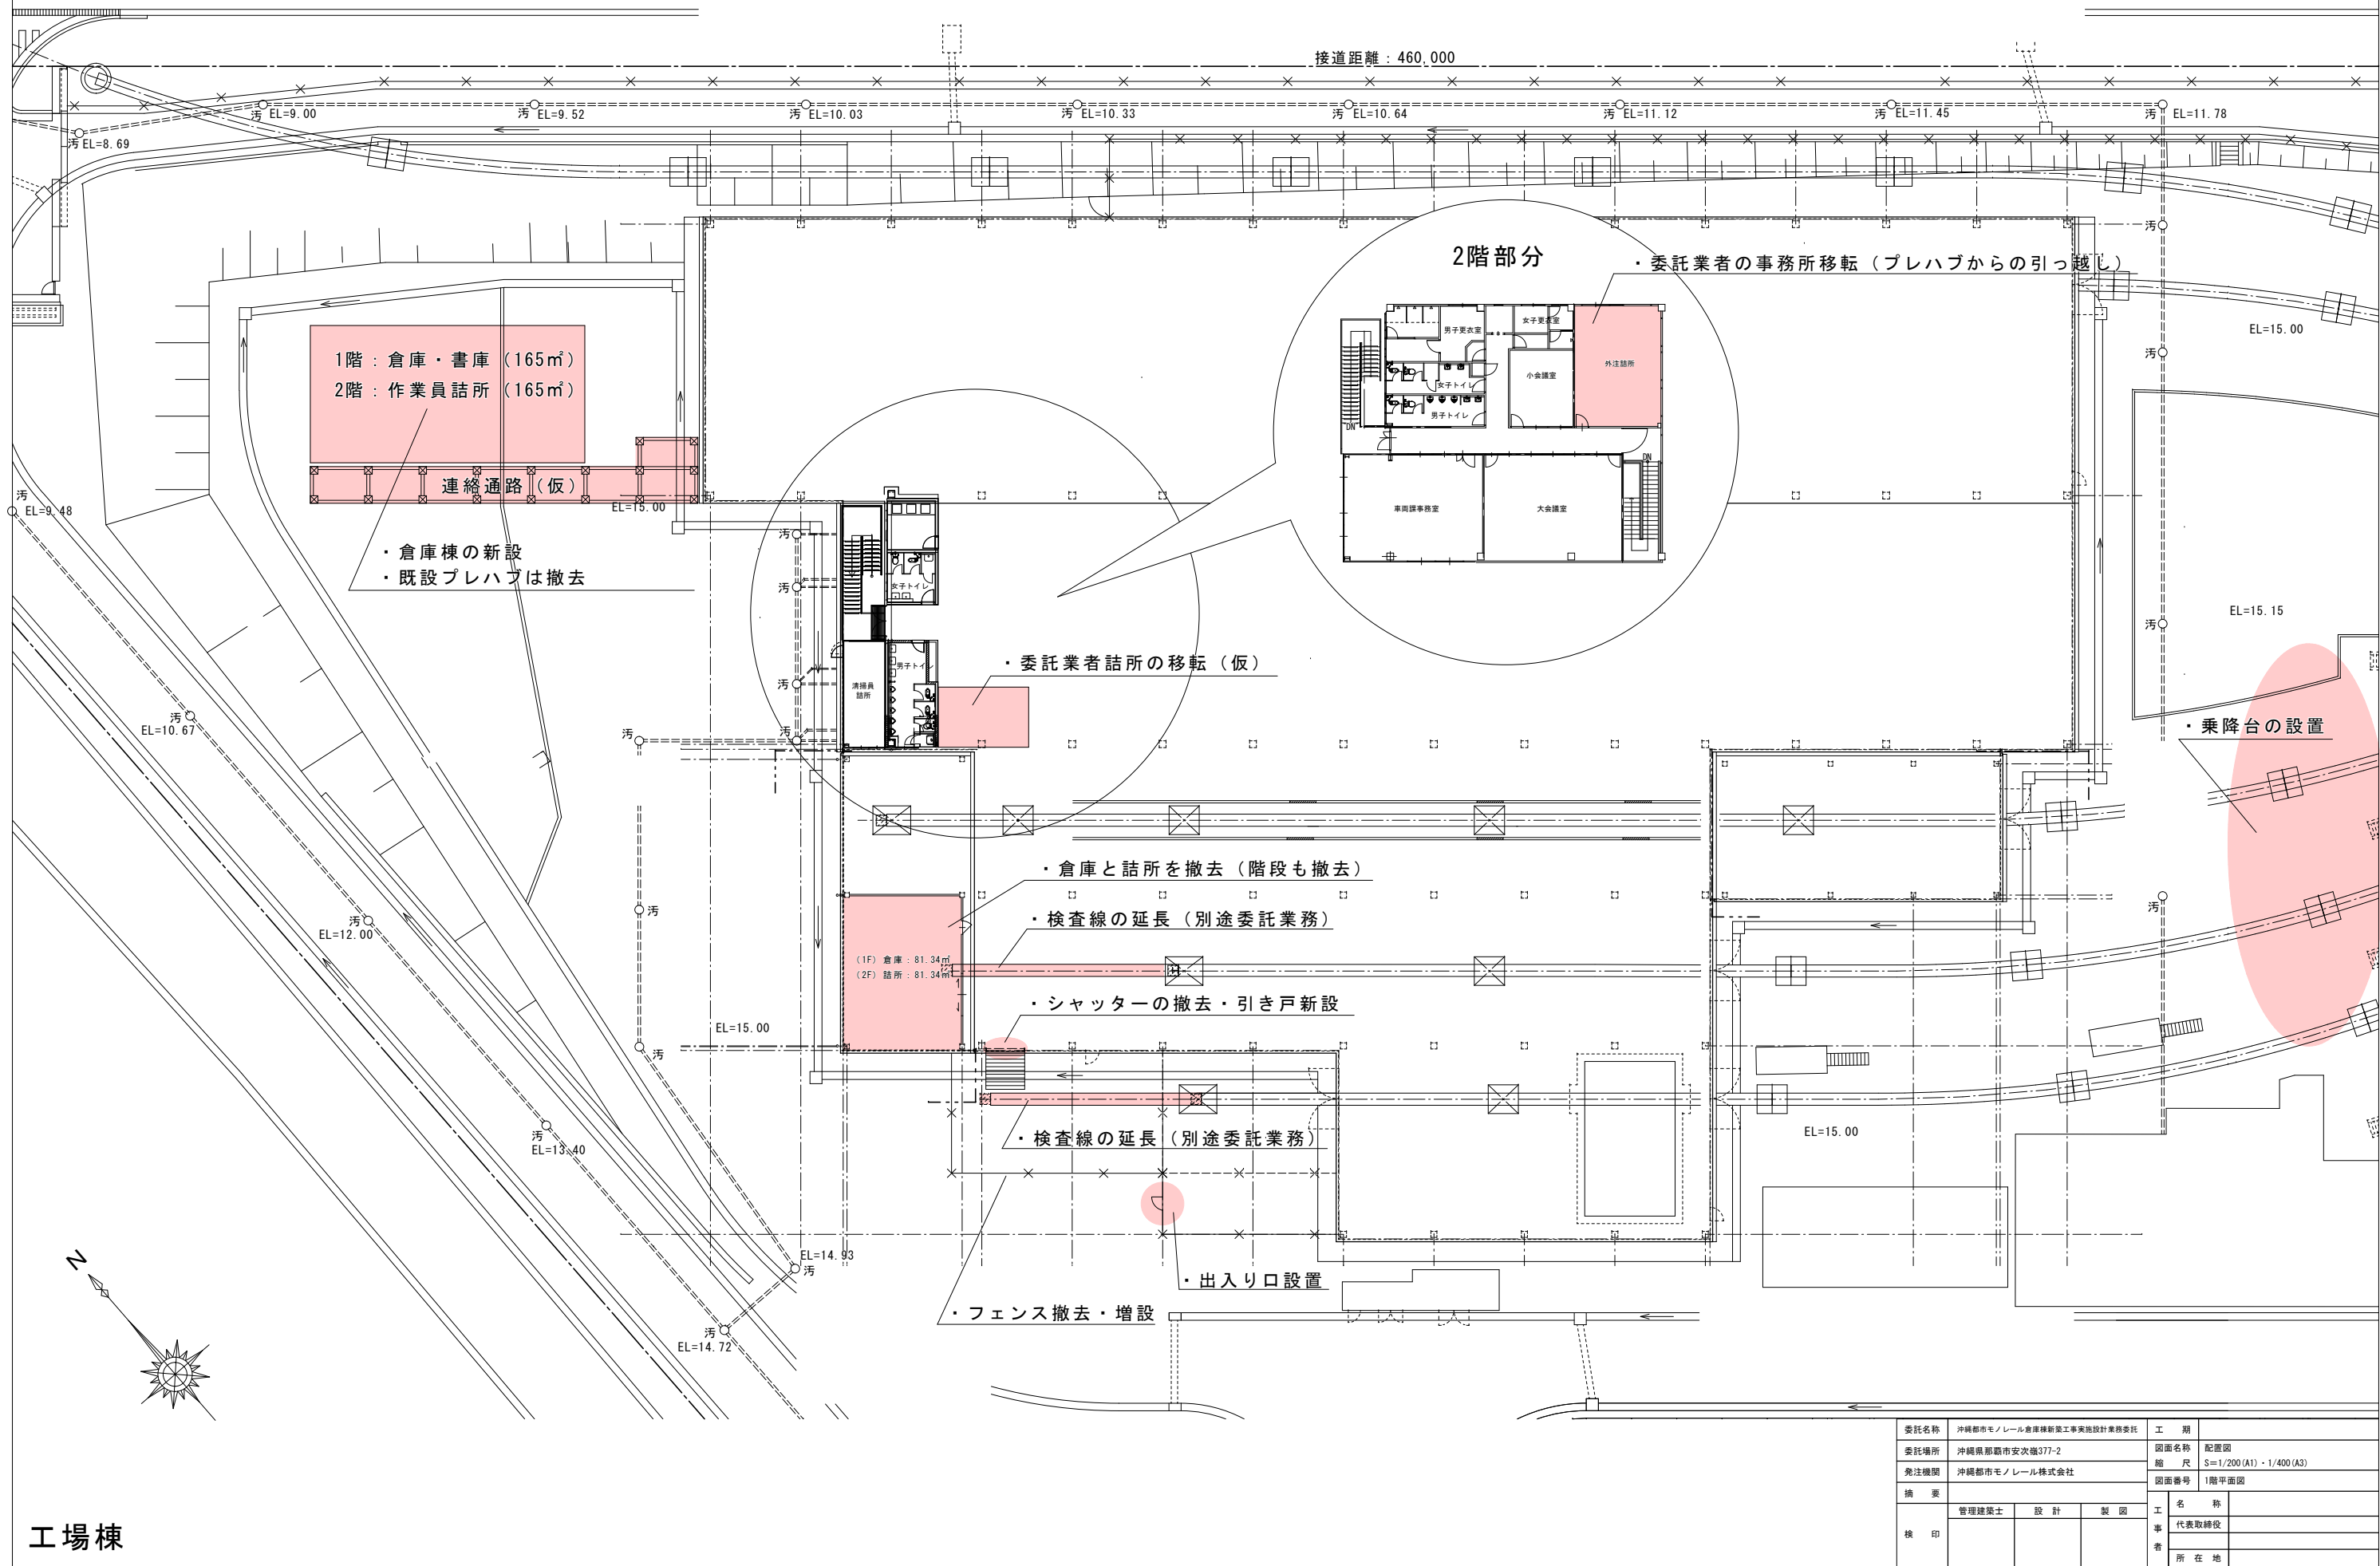 接道距離：460,000
汚 EL=8.69
汚 EL=9.00
汚 EL=9.52
汚 EL=10.03
汚 EL=10.33
汚 EL=10.64
汚 EL=11.12
汚 EL=11.45
汚 EL=11.78
汚
汚
汚
汚
EL=15.00
EL=15.15
2階部分
・委託業者の事務所移転（プレハブからの引っ越し）
男子更衣室
女子更衣室
外注詰所
小会議室
女子トイレ
男子トイレ
DN
DN
車両課事務室
大会議室
1階：倉庫・書庫（165㎡）
2階：作業員詰所（165㎡）
連絡通路（仮）
EL=15.00
・倉庫棟の新設
・既設プレハブは撤去
汚
EL=9.48
汚
汚
汚
汚
女子トイレ
男子トイレ
清掃員
詰所
・委託業者詰所の移転（仮）
・乗降台の設置
汚
EL=10.67
汚
汚
汚
EL=12.00
・倉庫と詰所を撤去（階段も撤去）
・検査線の延長（別途委託業務）
（1F）倉庫：81.34㎡
（2F）詰所：81.34㎡
・シャッターの撤去・引き戸新設
EL=15.00
汚
EL=13.40
・検査線の延長（別途委託業務）
EL=15.00
EL=14.93
汚
・出入り口設置
・フェンス撤去・増設
汚
EL=14.72
N
工場棟
委託名称 沖縄都市モノレール倉庫棟新築工事実施設計業務委託
委託場所 沖縄県那覇市安次嶺377-2
発注機関 沖縄都市モノレール株式会社
摘　要
検　印
管理建築士 設　計 製　図
工　期
図面名称 配置図
縮　尺 S=1/200(A1)・1/400(A3)
図面番号 1階平面図
工事者
名　称
代表取締役
所在地